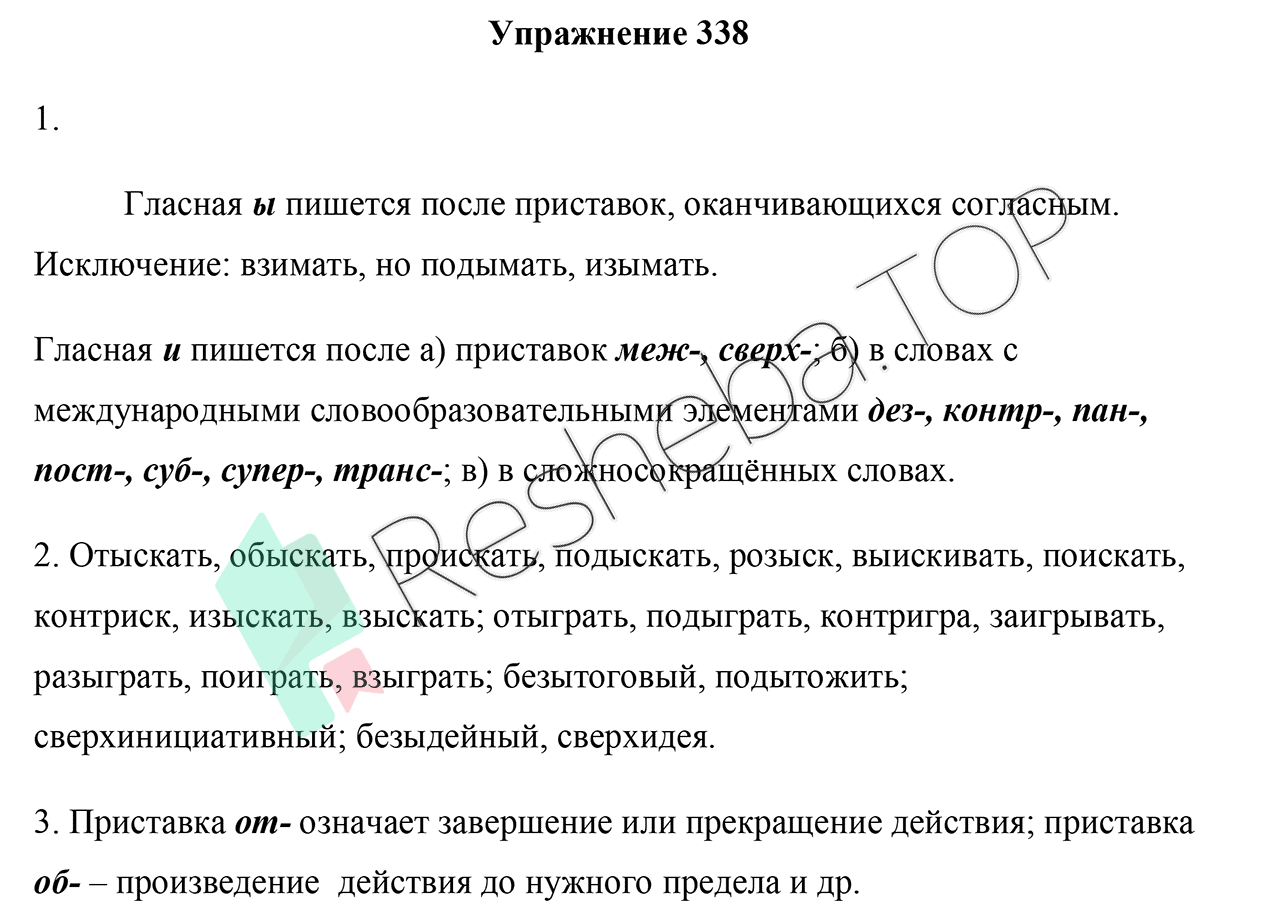 Упражнение 338
1.
Гласная ы пишется после приставок, оканчивающихся согласным.
Исключение: взимать, но подымать, изымать.
Гласная и пишется после а) приставок меж-, сверх-; б) в словах с
международными словообразовательными элементами дез-, контр-, пан-,
пост-, суб-, супер-, транс-; в) в сложносокращённых словах.
2. Отыскать, обыскать, проискать, подыскать, розыск, выискивать, поискать,
контриск, изыскать, взыскать; отыграть, подыграть, контригра, заигрывать,
разыграть, поиграть, взыграть; безытоговый, подытожить;
сверхинициативный; безыдейный, сверхидея.
3. Приставка от- означает завершение или прекращение действия; приставка
об- – произведение  действия до нужного предела и др.
Resheba.TOP